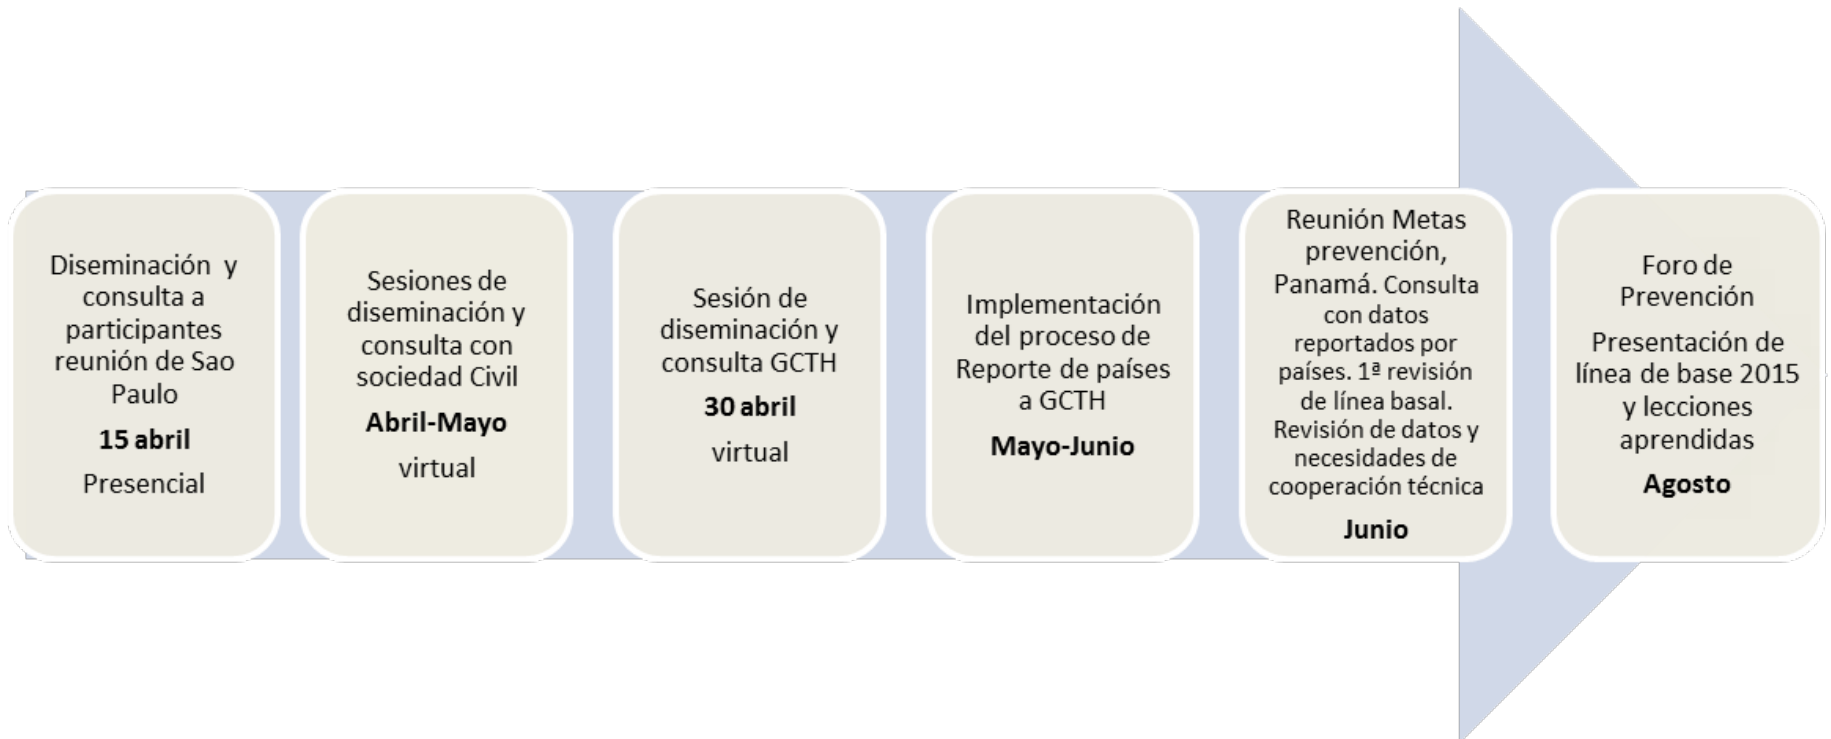 Diseminación y
consulta a
participantes
reunión de Sao
Paulo
15 abril
Presencial
Sesiones de
diseminación y
consulta con
sociedad Civil
Abril-Mayo
virtual
Sesión de
diseminación y
consulta GCTH
30 abril
virtual
Implementación
del proceso de
Reporte de países
a GCTH
Mayo-Junio
Reunión Metas
prevención,
Panamá. Consulta
con datos
reportados por
países. 1ª revisión
de línea basal.
Revisión de datos y
necesidades de
cooperación técnica
Junio
Foro de
Prevención
Presentación de
línea de base 2015
y lecciones
aprendidas
Agosto